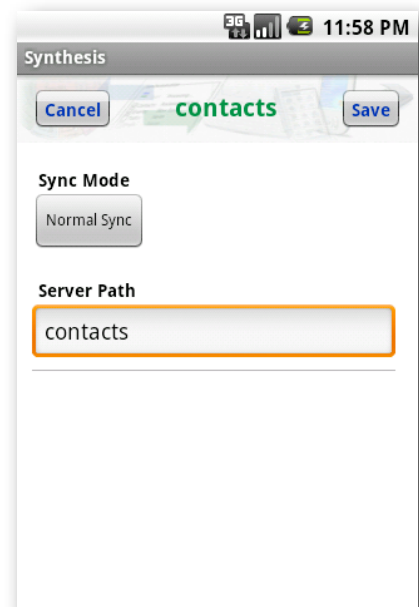 3G 11:58 PM
Synthesis
Cancel contacts Save
Sync Mode
Normal Sync
Server Path
contacts